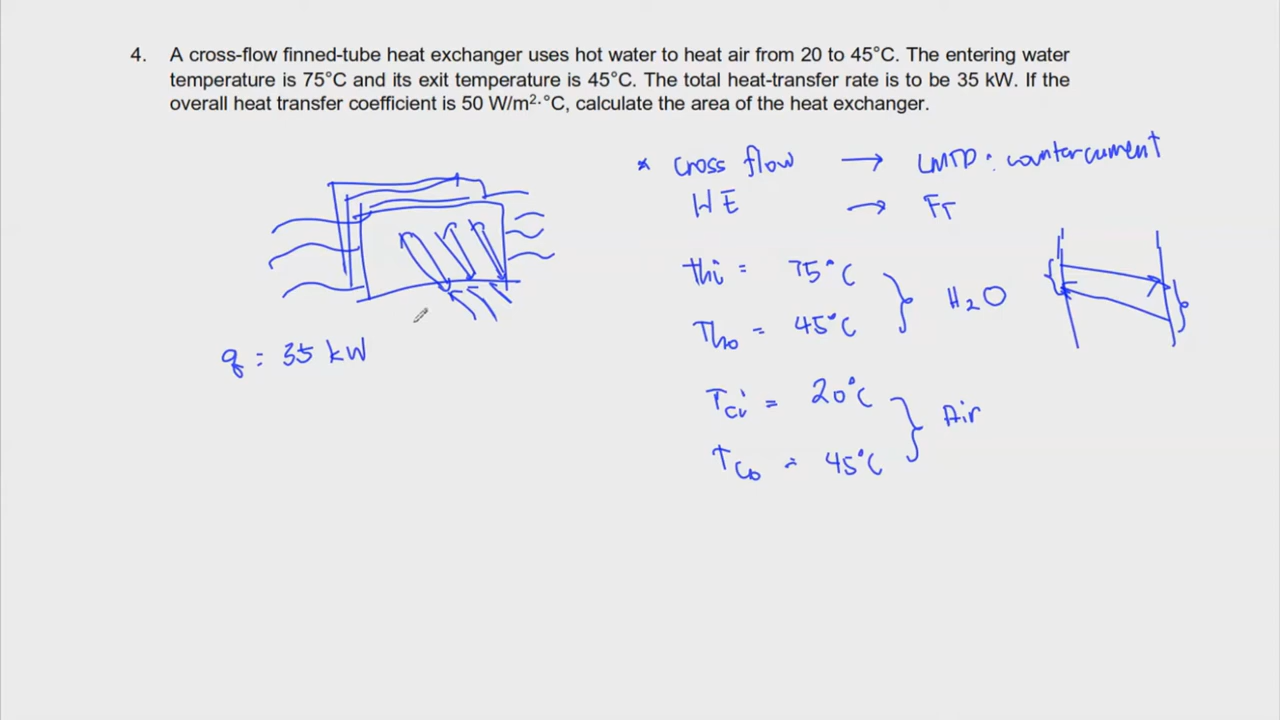 4. A cross-flow finned-tube heat exchanger uses hot water to heat air from 20 to 45°C. The entering water
temperature is 75°C and its exit temperature is 45°C. The total heat-transfer rate is to be 35 kW. If the
overall heat transfer coefficient is 50 W/m²·°C, calculate the area of the heat exchanger.
* Cross flow → LMTD: countercurrent
HE → FT
thi = 75°C
Tho = 45°C } H2O
q = 35 kW
Tci = 20°C
Tco = 45°C } Air